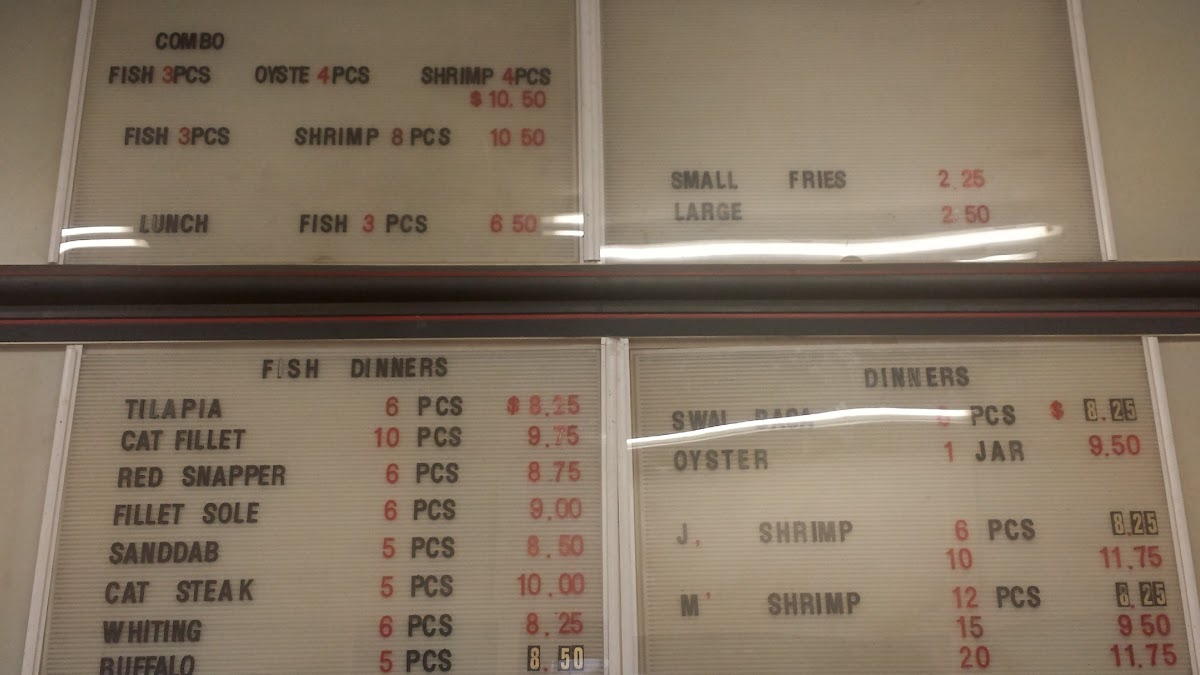 COMBO
FISH 3PCS OYSTE 4PCS SHRIMP 4PCS
$10.50
FISH 3PCS SHRIMP 8 PCS 10 50
LUNCH FISH 3 PCS 6 50
SMALL FRIES 2.25
LARGE 2.50
FISH DINNERS
TILAPIA 6 PCS $8.25
CAT FILLET 10 PCS 9.75
RED SNAPPER 6 PCS 8.75
FILLET SOLE 6 PCS 9.00
SANDDAB 5 PCS 8.50
CAT STEAK 5 PCS 10.00
WHITING 6 PCS 8.25
BUFFALO 5 PCS 8.50
DINNERS
SWAI BASA PCS $ 8.25
OYSTER 1 JAR 9.50
J, SHRIMP 6 PCS 8.25
10 11.75
M' SHRIMP 12 PCS 8.25
15 9 50
20 11.75